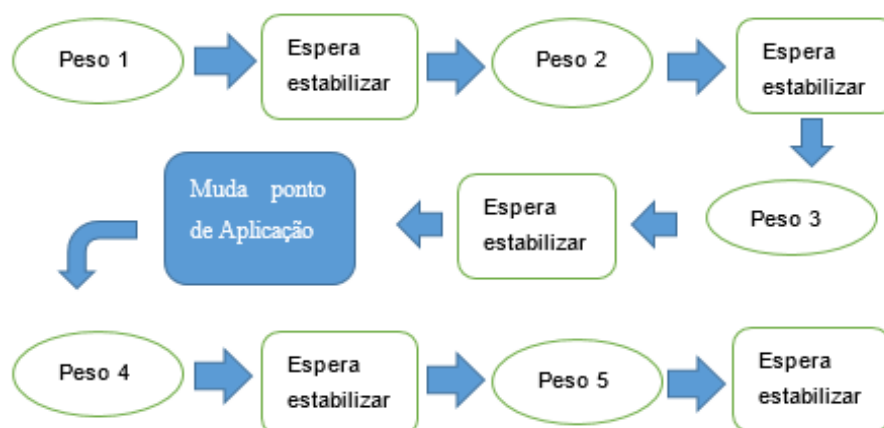 Peso 1
Espera
estabilizar
Peso 2
Espera
estabilizar
Peso 3
Espera
estabilizar
Muda ponto
de Aplicação
Peso 4
Espera
estabilizar
Peso 5
Espera
estabilizar